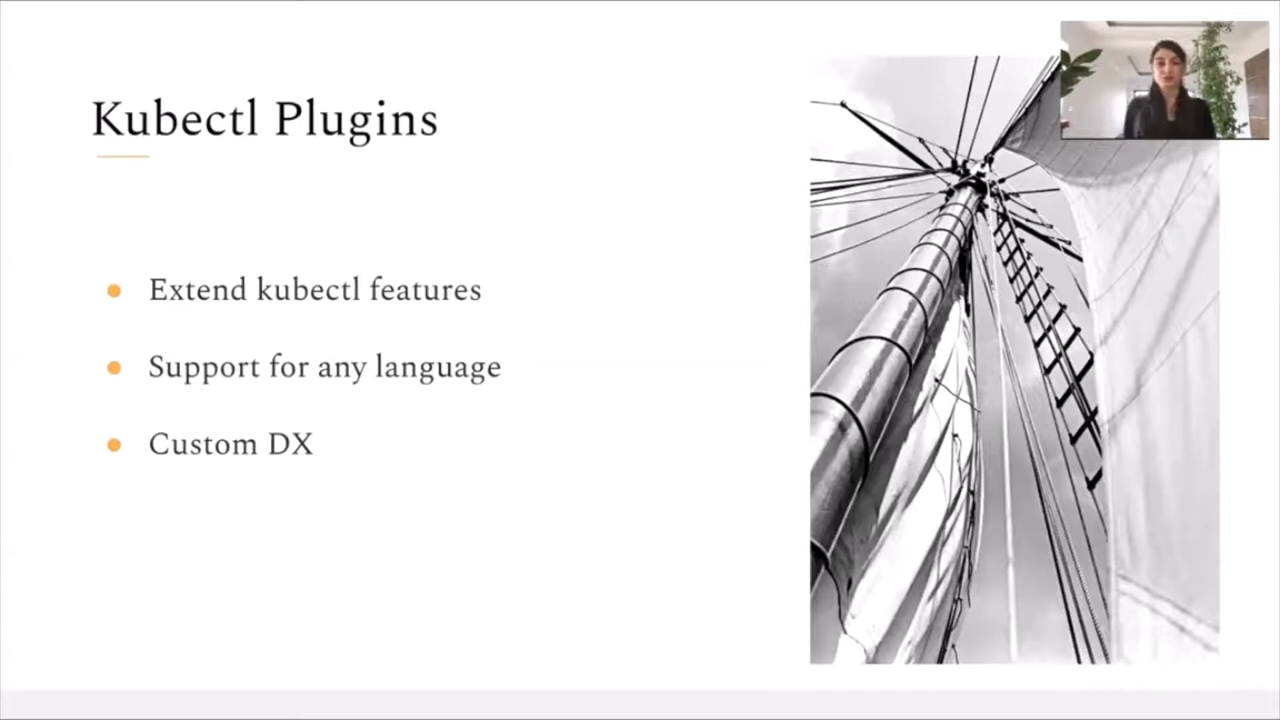 Kubectl Plugins
Extend kubectl features
Support for any language
Custom DX